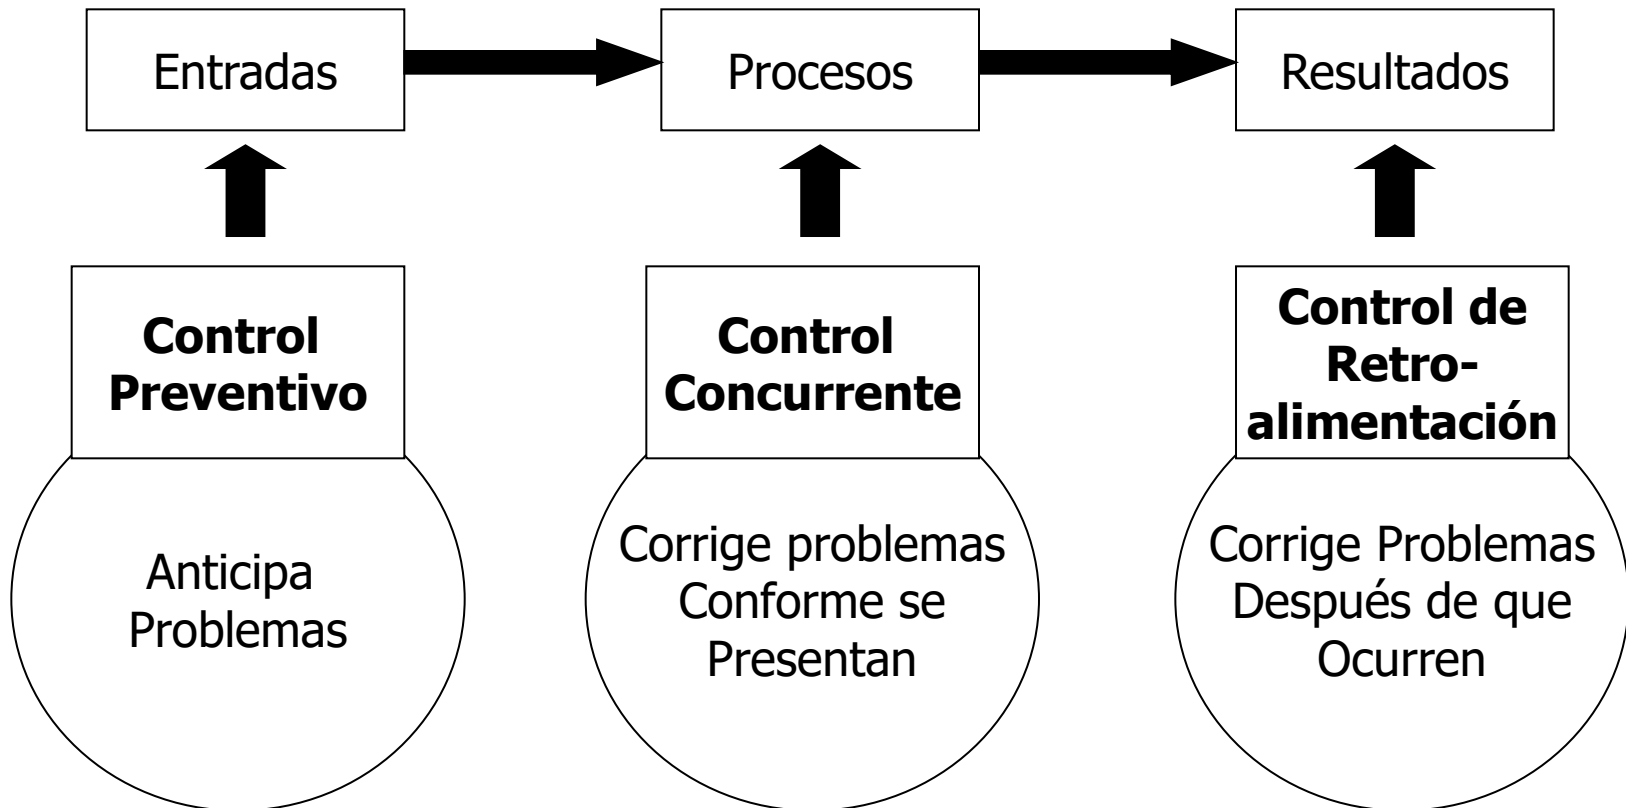 Entradas
Procesos
Resultados
Control
Preventivo
Control
Concurrente
Control de
Retro-
alimentación
Anticipa
Problemas
Corrige problemas
Conforme se
Presentan
Corrige Problemas
Después de que
Ocurren